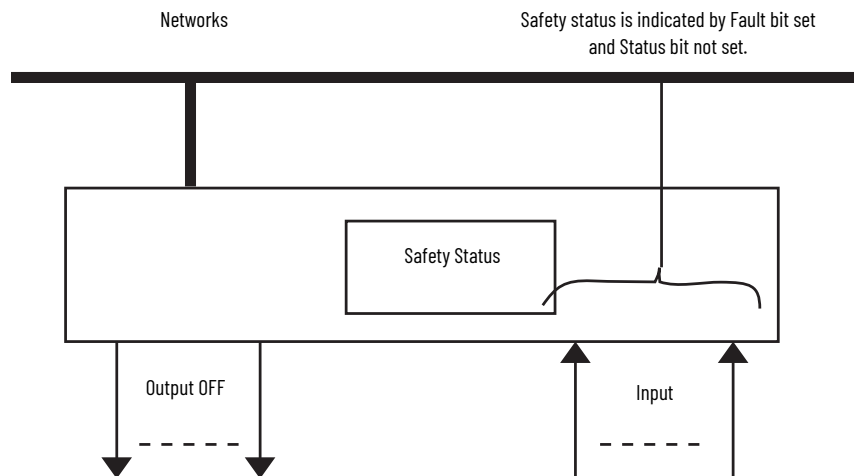 Networks
Safety status is indicated by Fault bit set
and Status bit not set.
Safety Status
Output OFF
Input